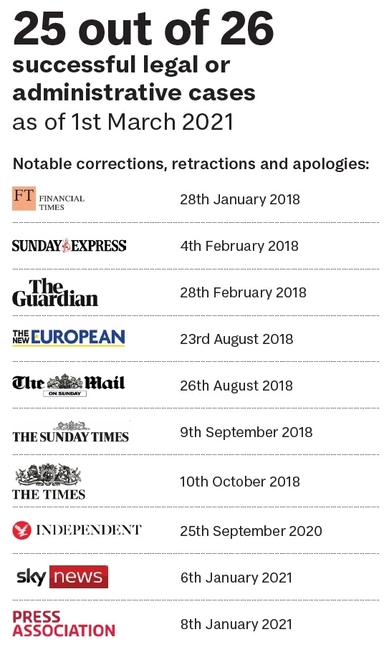 25 out of 26
successful legal or
administrative cases
as of 1st March 2021
Notable corrections, retractions and apologies:
FT FINANCIAL
TIMES
28th January 2018
SUNDAY EXPRESS
4th February 2018
The
Guardian
28th February 2018
THE NEW EUROPEAN
23rd August 2018
The Mail
ON SUNDAY
26th August 2018
THE SUNDAY TIMES
9th September 2018
THE TIMES
10th October 2018
INDEPENDENT
25th September 2020
sky news
6th January 2021
PRESS
ASSOCIATION
8th January 2021